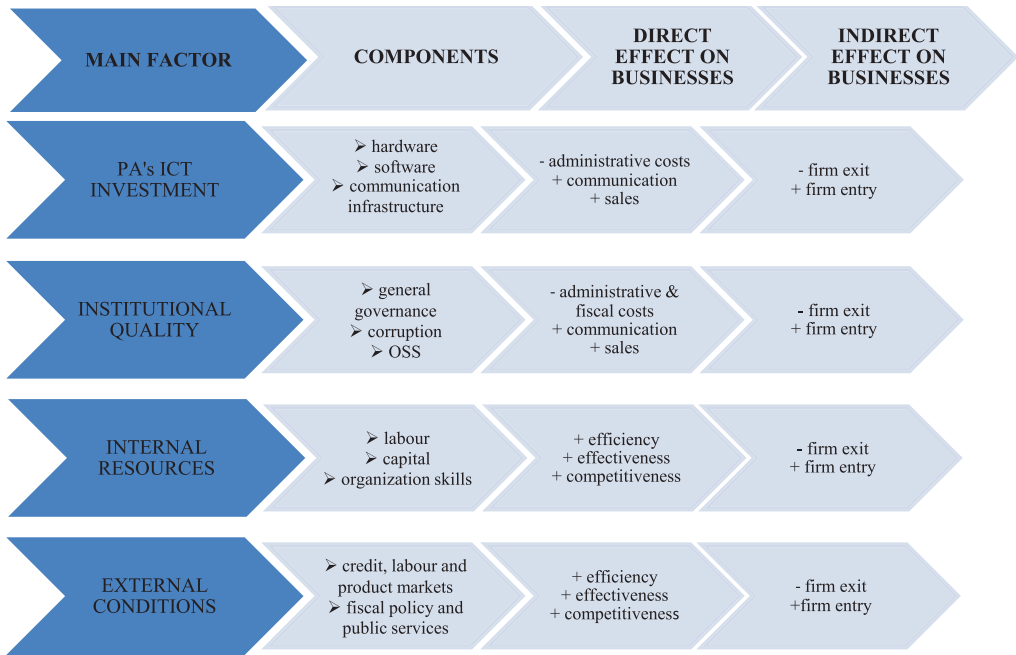 MAIN FACTOR
COMPONENTS
DIRECT
EFFECT ON
BUSINESSES
INDIRECT
EFFECT ON
BUSINESSES
PA's ICT
INVESTMENT
➢ hardware
➢ software
➢ communication
infrastructure
- administrative costs
+ communication
+ sales
- firm exit
+ firm entry
INSTITUTIONAL
QUALITY
➢ general
governance
➢ corruption
➢ OSS
- administrative &
fiscal costs
+ communication
+ sales
- firm exit
+ firm entry
INTERNAL
RESOURCES
➢ labour
➢ capital
➢ organization skills
+ efficiency
+ effectiveness
+ competitiveness
- firm exit
+ firm entry
EXTERNAL
CONDITIONS
➢ credit, labour and
product markets
➢ fiscal policy and
public services
+ efficiency
+ effectiveness
+ competitiveness
- firm exit
+firm entry